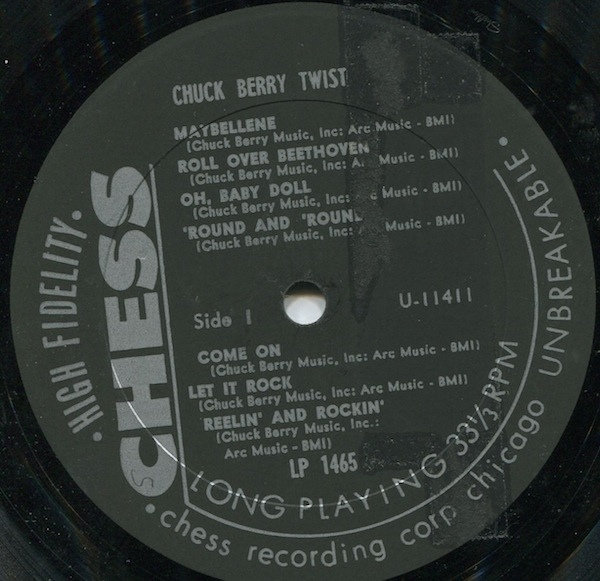 CHUCK BERRY TWIST
MAYBELLENE
(Chuck Berry Music, Inc: Arc Music - BMI)
ROLL OVER BEETHOVEN
(Chuck Berry Music, Inc: A. Music - BMI)
OH, BABY DOLL
(Chuck Berry Music, Inc: Music - BMI)
'ROUND AND 'ROUND
(Chuck Berry Music, Inc: Music - BMI)
Side 1
U-11411
COME ON
(Chuck Berry Music, Inc: Arc Music - BMI)
LET IT ROCK
(Chuck Berry Music, Inc: Arc Music - BMI)
'REELIN' AND ROCKIN'
(Chuck Berry Music, Inc.:
Arc Music - BMI)
LP 1465
CHESS
• HIGH FIDELITY •
LONG PLAYING 33⅓ RPM
• chess recording corp chicago UNBREAKABLE •